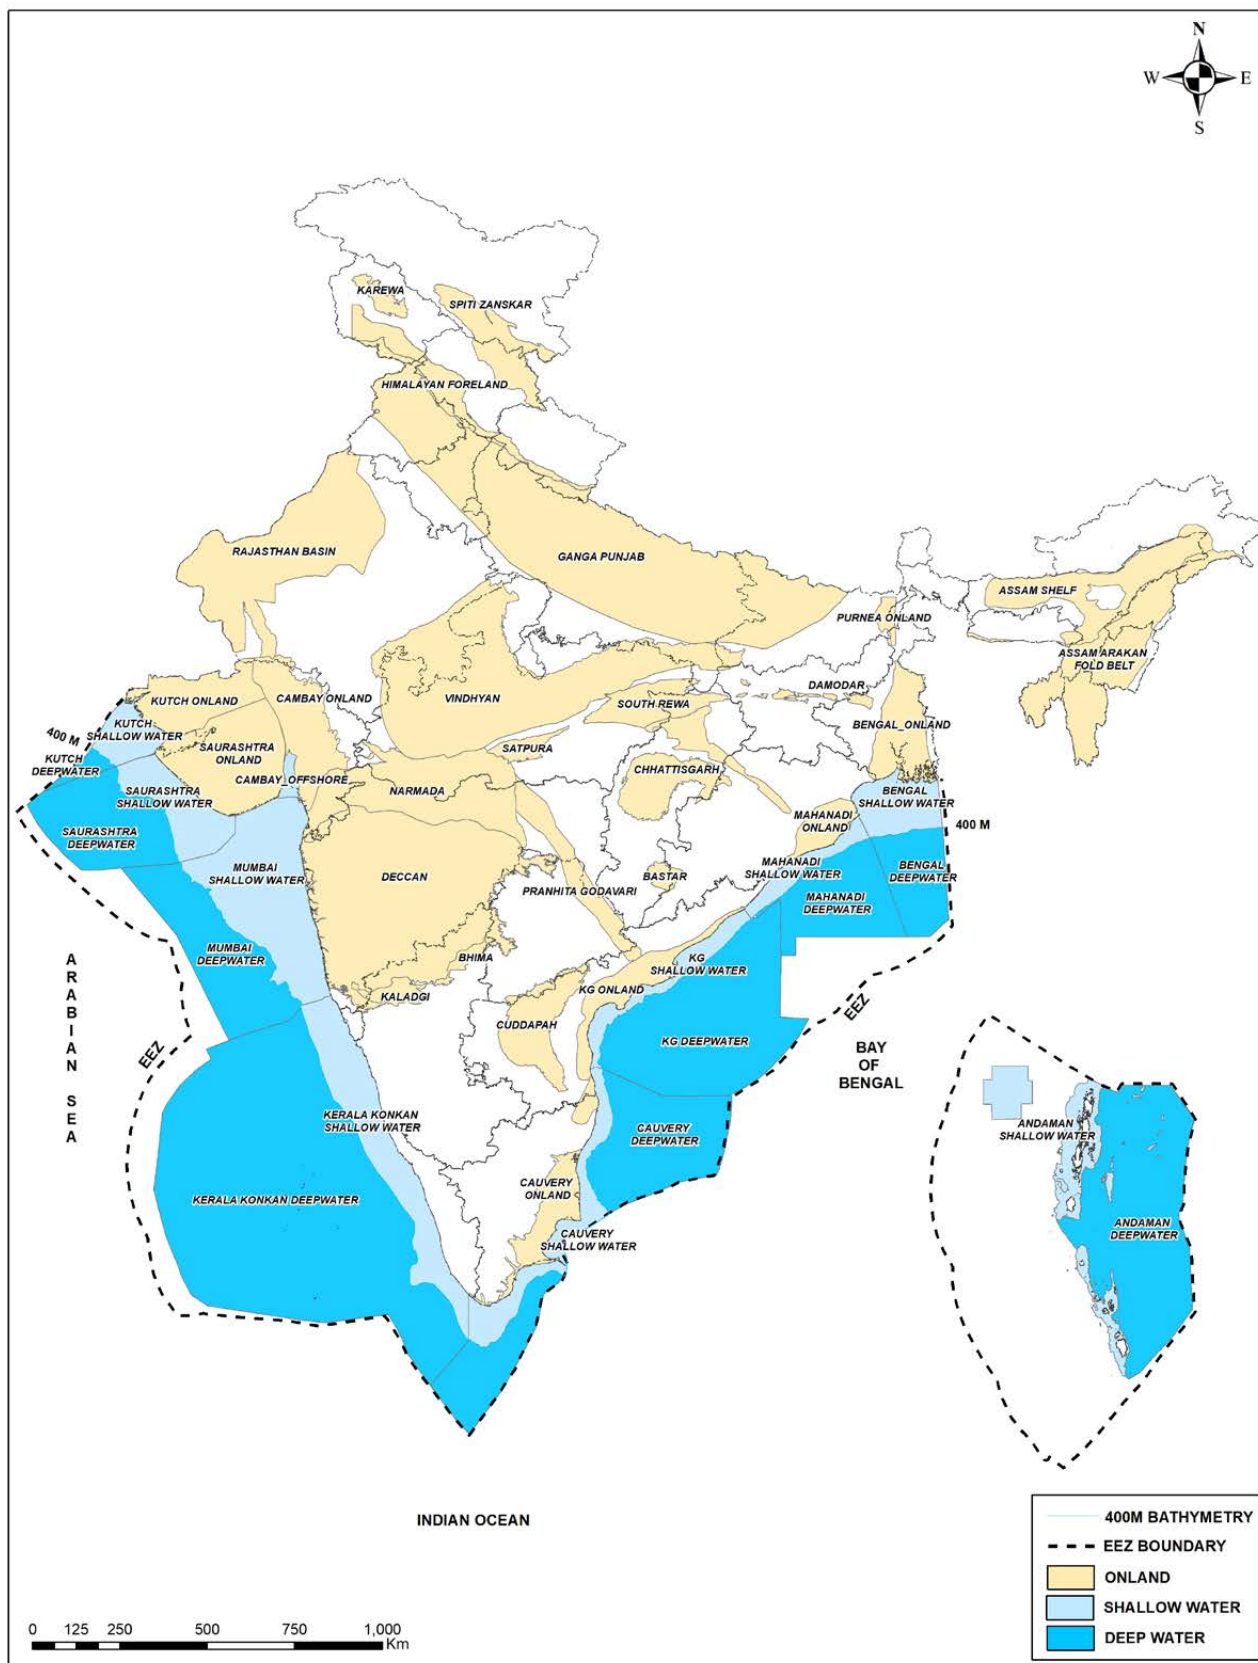 N
W
E
S
KAREWA
SPITI ZANSKAR
HIMALAYAN FORELAND
RAJASTHAN BASIN
GANGA PUNJAB
ASSAM SHELF
PURNEA ONLAND
ASSAM ARAKAN
FOLD BELT
KUTCH ONLAND
CAMBAY ONLAND
VINDHYAN
DAMODAR
SOUTH REWA
BENGAL_ONLAND
KUTCH
SHALLOW WATER
400 M
KUTCH
DEEPWATER
SAURASHTRA
ONLAND
SATPURA
CHHATTISGARH
CAMBAY_OFFSHORE
SAURASHTRA
SHALLOW WATER
NARMADA
BENGAL
SHALLOW WATER
MAHANADI
ONLAND
400 M
SAURASHTRA
DEEPWATER
MUMBAI
SHALLOW WATER
DECCAN
BASTAR
MAHANADI
SHALLOW WATER
BENGAL
DEEPWATER
PRANHITA GODAVARI
MAHANADI
DEEPWATER
MUMBAI
DEEPWATER
BHIMA
KG
SHALLOW WATER
KALADGI
KG ONLAND
CUDDAPAH
KG DEEPWATER
EEZ
EEZ
ARABIAN SEA
BAY
OF
BENGAL
KERALA KONKAN
SHALLOW WATER
CAUVERY
DEEPWATER
ANDAMAN
SHALLOW WATER
KERALA KONKAN DEEPWATER
CAUVERY
ONLAND
CAUVERY
SHALLOW WATER
ANDAMAN
DEEPWATER
INDIAN OCEAN
400M BATHYMETRY
EEZ BOUNDARY
ONLAND
SHALLOW WATER
DEEP WATER
0 125 250 500 750 1,000
Km